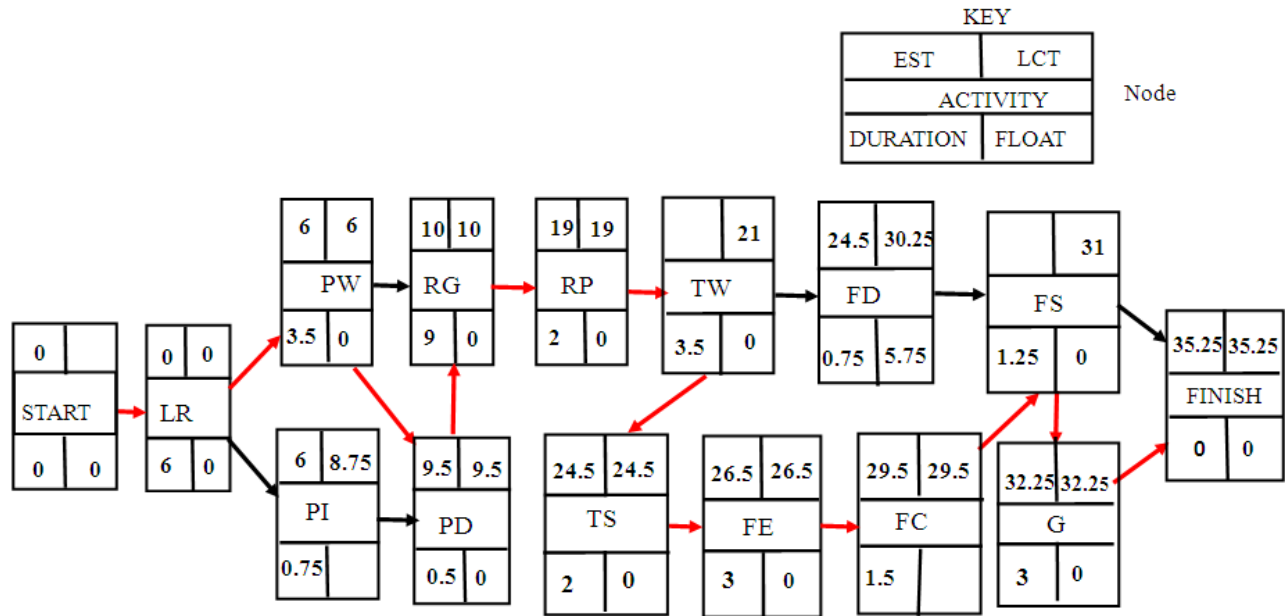 KEY
EST LCT
ACTIVITY
DURATION FLOAT
Node
0
START
0 0
0 0
LR
6 0
6 6
PW
3.5 0
6 8.75
PI
0.75
10 10
RG
9 0
9.5 9.5
PD
0.5 0
19 19
RP
2 0
21
TW
3.5 0
24.5 24.5
TS
2 0
26.5 26.5
FE
3 0
24.5 30.25
FD
0.75 5.75
29.5 29.5
FC
1.5
31
FS
1.25 0
32.25 32.25
G
3 0
35.25 35.25
FINISH
0 0